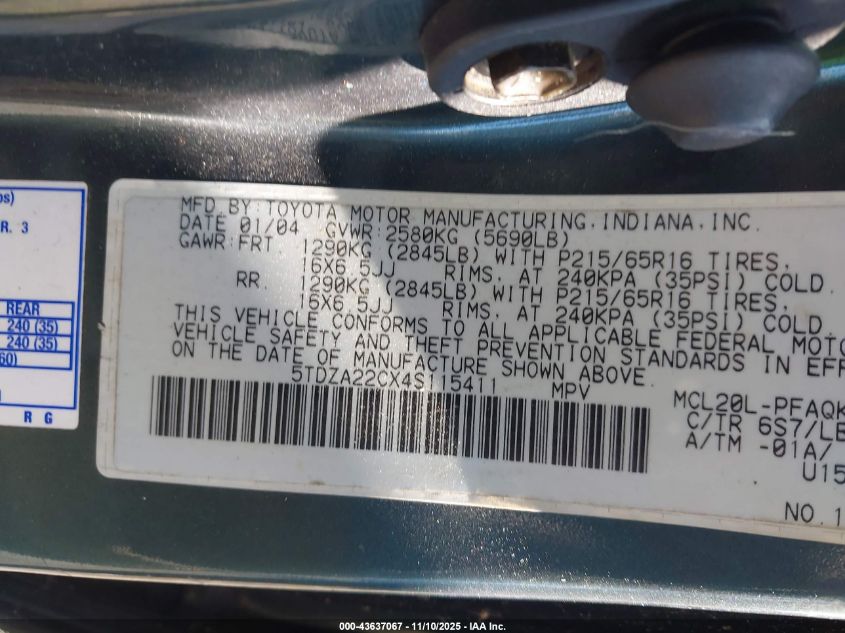 os)
R. 3
REAR
240 (35)
240 (35)
60)
R G
MFD.BY:TOYOTA MOTOR MANUFACTURING,INDIANA,INC.
DATE 01/04 GVWR:2580KG (5690LB)
GAWR:FRT. 1290KG (2845LB) WITH P215/65R16 TIRES,
16X6.5JJ RIMS, AT 240KPA (35PSI) COLD.
RR. 1290KG (2845LB) WITH P215/65R16 TIRES,
16X6.5JJ RIMS, AT 240KPA (35PSI) COLD.
THIS VEHICLE CONFORMS TO ALL APPLICABLE FEDERAL MOTO
VEHICLE SAFETY AND THEFT PREVENTION STANDARDS IN EFF
ON THE DATE OF MANUFACTURE SHOWN ABOVE.
5TDZA22CX4S115411 MPV
MCL20L-PFAQK
C/TR 6S7/LB
A/TM -01A/
U15
NO.1
000-43637067 - 11/10/2025 - IAA Inc.